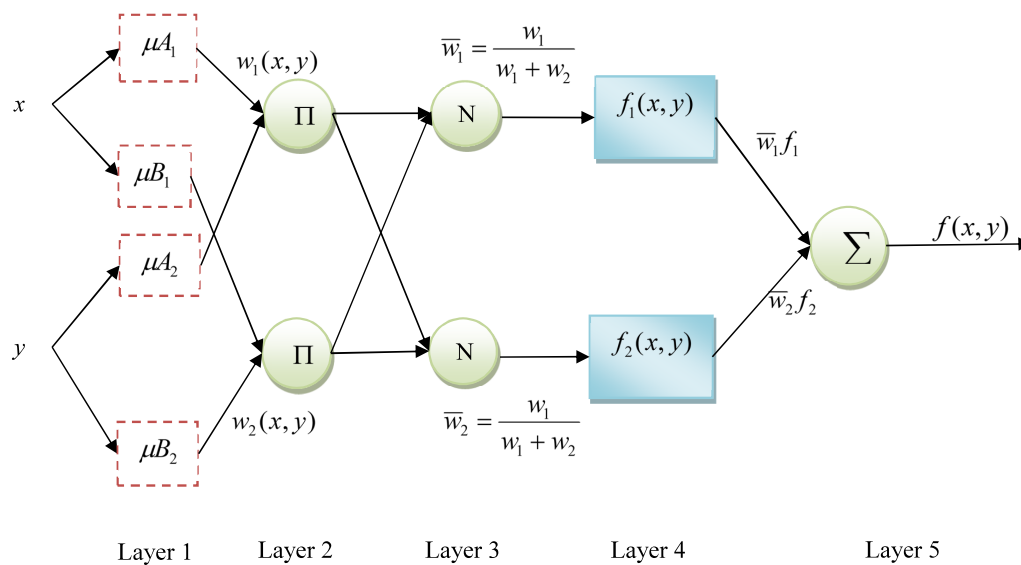 x
y
μA₁
μB₁
μA₂
μB₂
w₁(x, y)
Π
Π
w₂(x, y)
w̅₁ = w₁ / (w₁ + w₂)
N
N
w̅₂ = w₁ / (w₁ + w₂)
f₁(x, y)
f₂(x, y)
w̅₁f₁
w̅₂f₂
Σ
f(x, y)
Layer 1 Layer 2 Layer 3 Layer 4 Layer 5